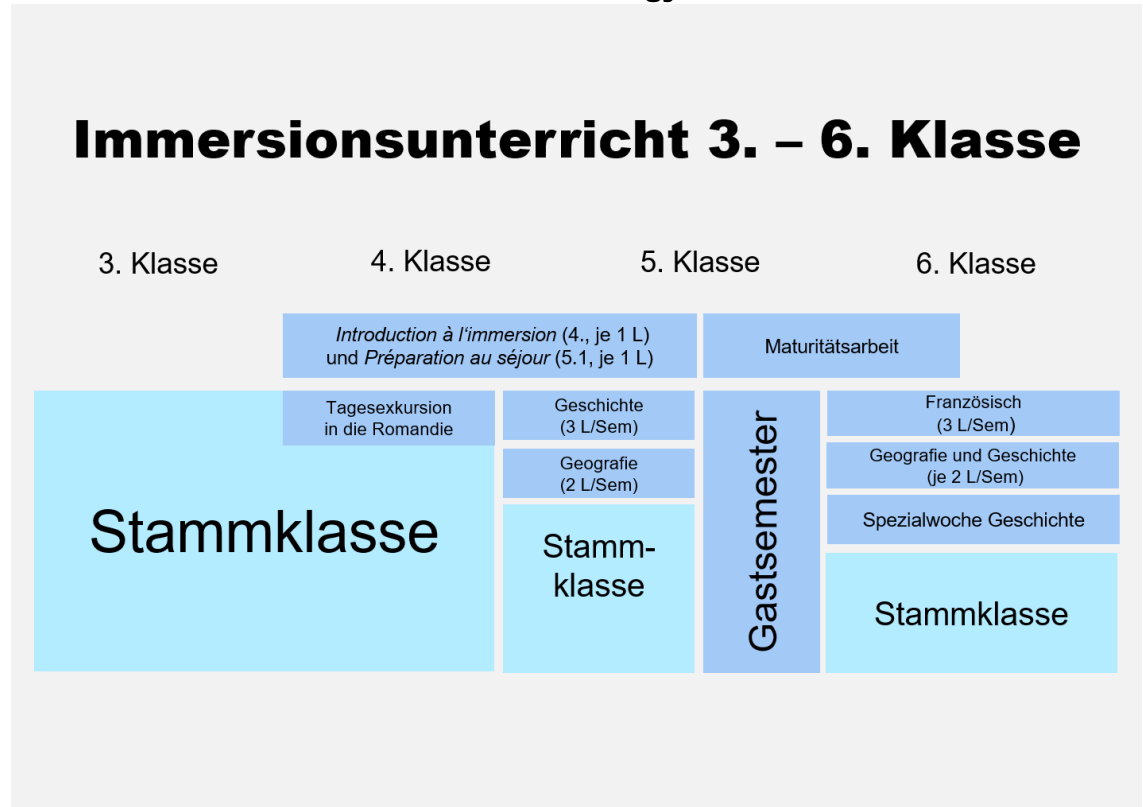 Immersionsunterricht 3. – 6. Klasse
3. Klasse
4. Klasse
5. Klasse
6. Klasse
Introduction à l‘immersion (4., je 1 L)
und Préparation au séjour (5.1, je 1 L)
Maturitätsarbeit
Tagesexkursion
in die Romandie
Stammklasse
Geschichte
(3 L/Sem)
Geografie
(2 L/Sem)
Stamm-
klasse
Gastsemester
Französisch
(3 L/Sem)
Geografie und Geschichte
(je 2 L/Sem)
Spezialwoche Geschichte
Stammklasse